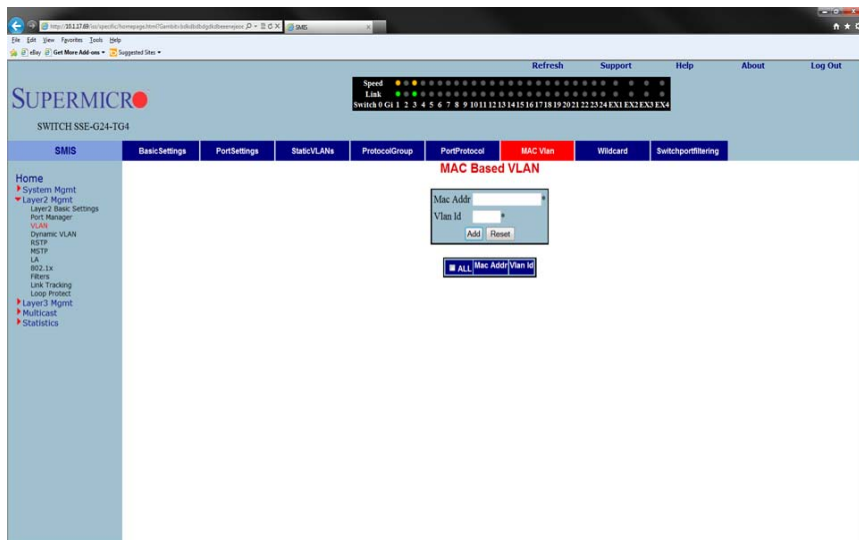 SMIS
File Edit View Favorites Tools Help
eBay Get More Add-ons Suggested Sites
Refresh Support Help About Log Out
SUPERMICRO
SWITCH SSE-G24-TG4
Speed
Link
Switch 0 Gi 1 2 3 4 5 6 7 8 9 10 11 12 13 14 15 16 17 18 19 20 21 22 23 24 EX1 EX2 EX3 EX4
SMIS BasicSettings PortSettings StaticVLANs ProtocolGroup PortProtocol MAC Vlan Wildcard Switchportfiltering
MAC Based VLAN
Mac Addr *
Vlan Id *
Add Reset
ALL Mac Addr Vlan Id
Home
System Mgmt
Layer2 Mgmt
Layer2 Basic Settings
Port Manager
VLAN
Dynamic VLAN
RSTP
MSTP
LA
802.1x
Filters
Link Tracking
Loop Protect
Layer3 Mgmt
Multicast
Statistics